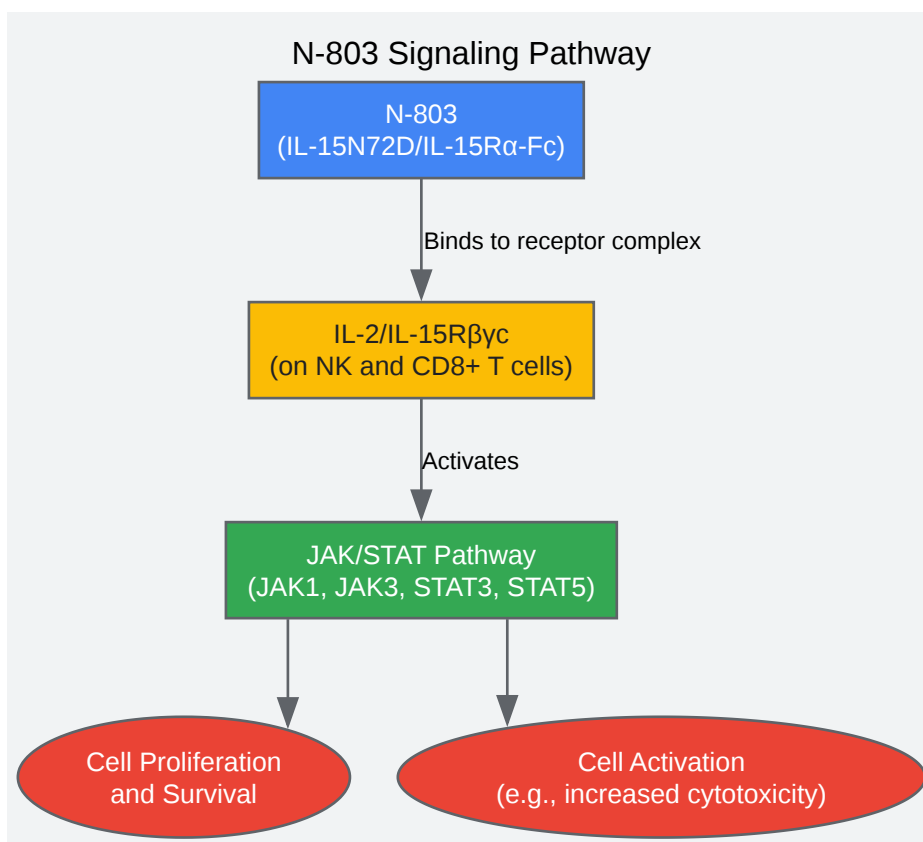 N-803 Signaling Pathway
N-803
(IL-15N72D/IL-15Rα-Fc)
Binds to receptor complex
IL-2/IL-15Rβγc
(on NK and CD8+ T cells)
Activates
JAK/STAT Pathway
(JAK1, JAK3, STAT3, STAT5)
Cell Proliferation
and Survival
Cell Activation
(e.g., increased cytotoxicity)